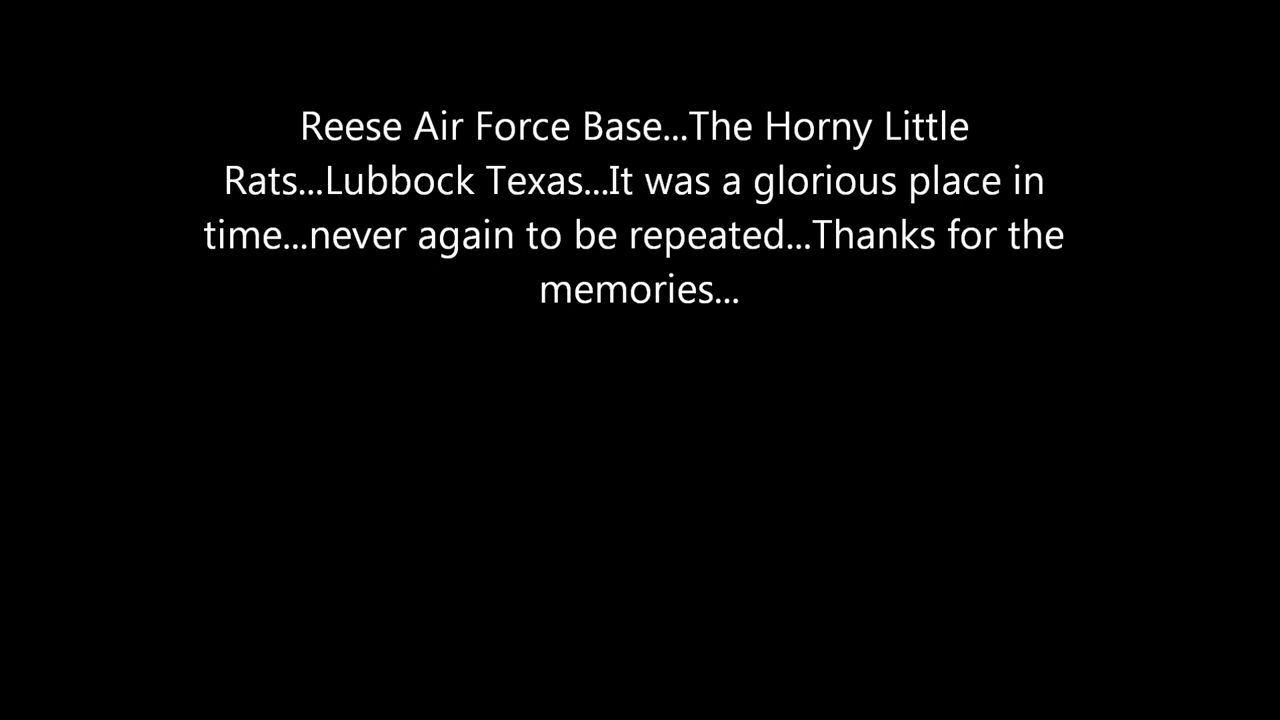 Reese Air Force Base...The Horny Little
Rats...Lubbock Texas...It was a glorious place in
time...never again to be repeated...Thanks for the
memories...